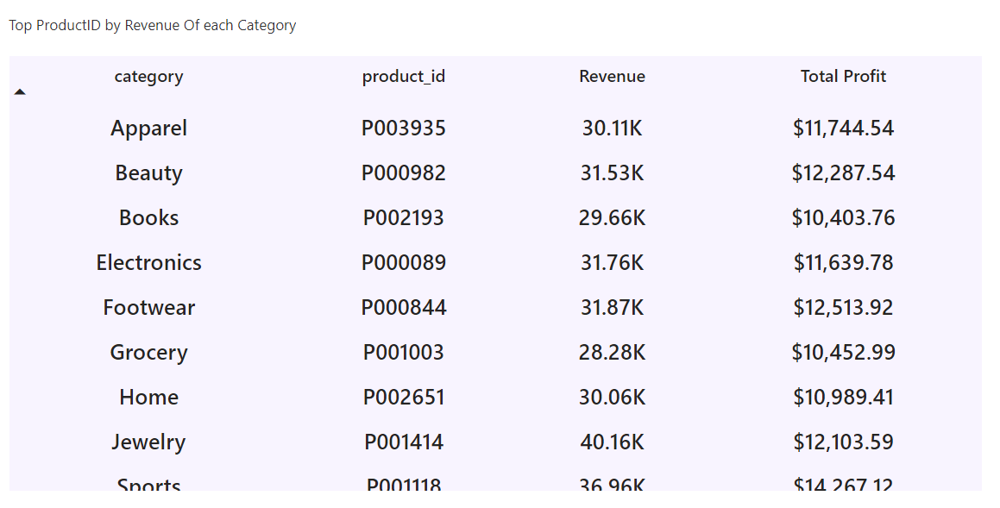 Top ProductID by Revenue Of each Category
category product_id Revenue Total Profit
Apparel P003935 30.11K $11,744.54
Beauty P000982 31.53K $12,287.54
Books P002193 29.66K $10,403.76
Electronics P000089 31.76K $11,639.78
Footwear P000844 31.87K $12,513.92
Grocery P001003 28.28K $10,452.99
Home P002651 30.06K $10,989.41
Jewelry P001414 40.16K $12,103.59
Sports P001118 36.96K $14,267.12